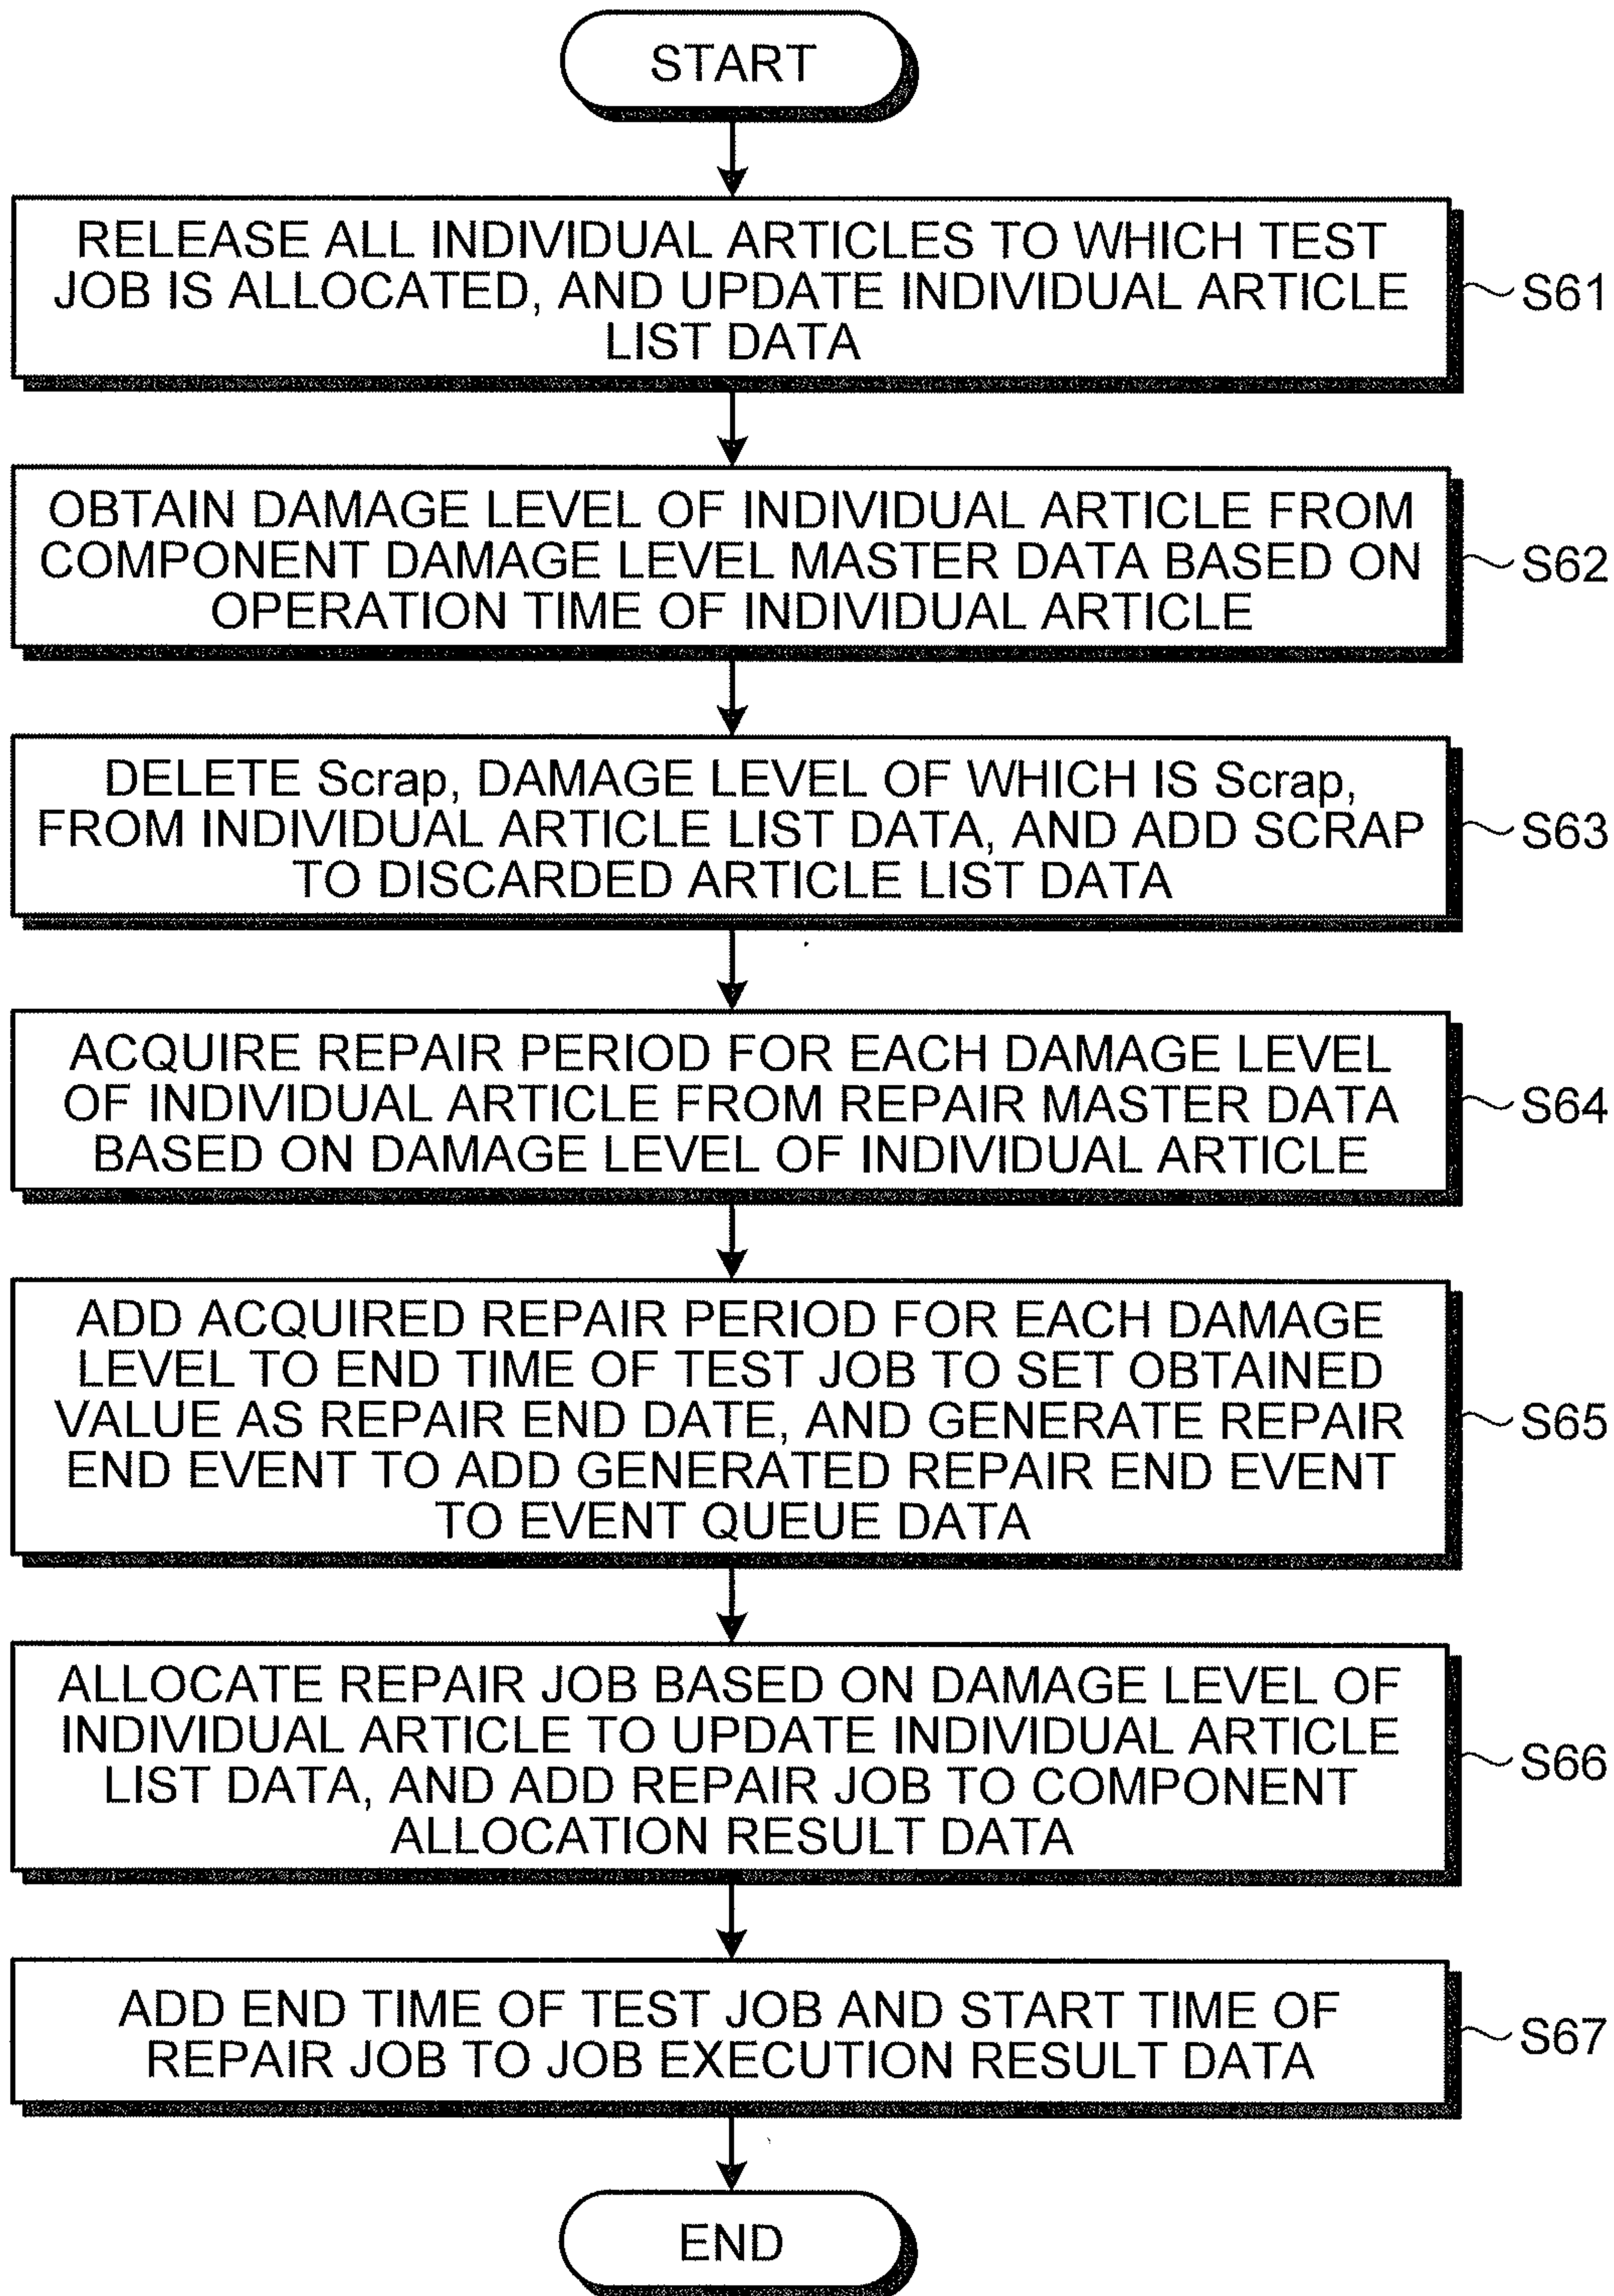 START
RELEASE ALL INDIVIDUAL ARTICLES TO WHICH TEST
JOB IS ALLOCATED, AND UPDATE INDIVIDUAL ARTICLE
LIST DATA
S61
OBTAIN DAMAGE LEVEL OF INDIVIDUAL ARTICLE FROM
COMPONENT DAMAGE LEVEL MASTER DATA BASED ON
OPERATION TIME OF INDIVIDUAL ARTICLE
S62
DELETE Scrap, DAMAGE LEVEL OF WHICH IS Scrap,
FROM INDIVIDUAL ARTICLE LIST DATA, AND ADD SCRAP
TO DISCARDED ARTICLE LIST DATA
S63
ACQUIRE REPAIR PERIOD FOR EACH DAMAGE LEVEL
OF INDIVIDUAL ARTICLE FROM REPAIR MASTER DATA
BASED ON DAMAGE LEVEL OF INDIVIDUAL ARTICLE
S64
ADD ACQUIRED REPAIR PERIOD FOR EACH DAMAGE
LEVEL TO END TIME OF TEST JOB TO SET OBTAINED
VALUE AS REPAIR END DATE, AND GENERATE REPAIR
END EVENT TO ADD GENERATED REPAIR END EVENT
TO EVENT QUEUE DATA
S65
ALLOCATE REPAIR JOB BASED ON DAMAGE LEVEL OF
INDIVIDUAL ARTICLE TO UPDATE INDIVIDUAL ARTICLE
LIST DATA, AND ADD REPAIR JOB TO COMPONENT
ALLOCATION RESULT DATA
S66
ADD END TIME OF TEST JOB AND START TIME OF
REPAIR JOB TO JOB EXECUTION RESULT DATA
S67
END